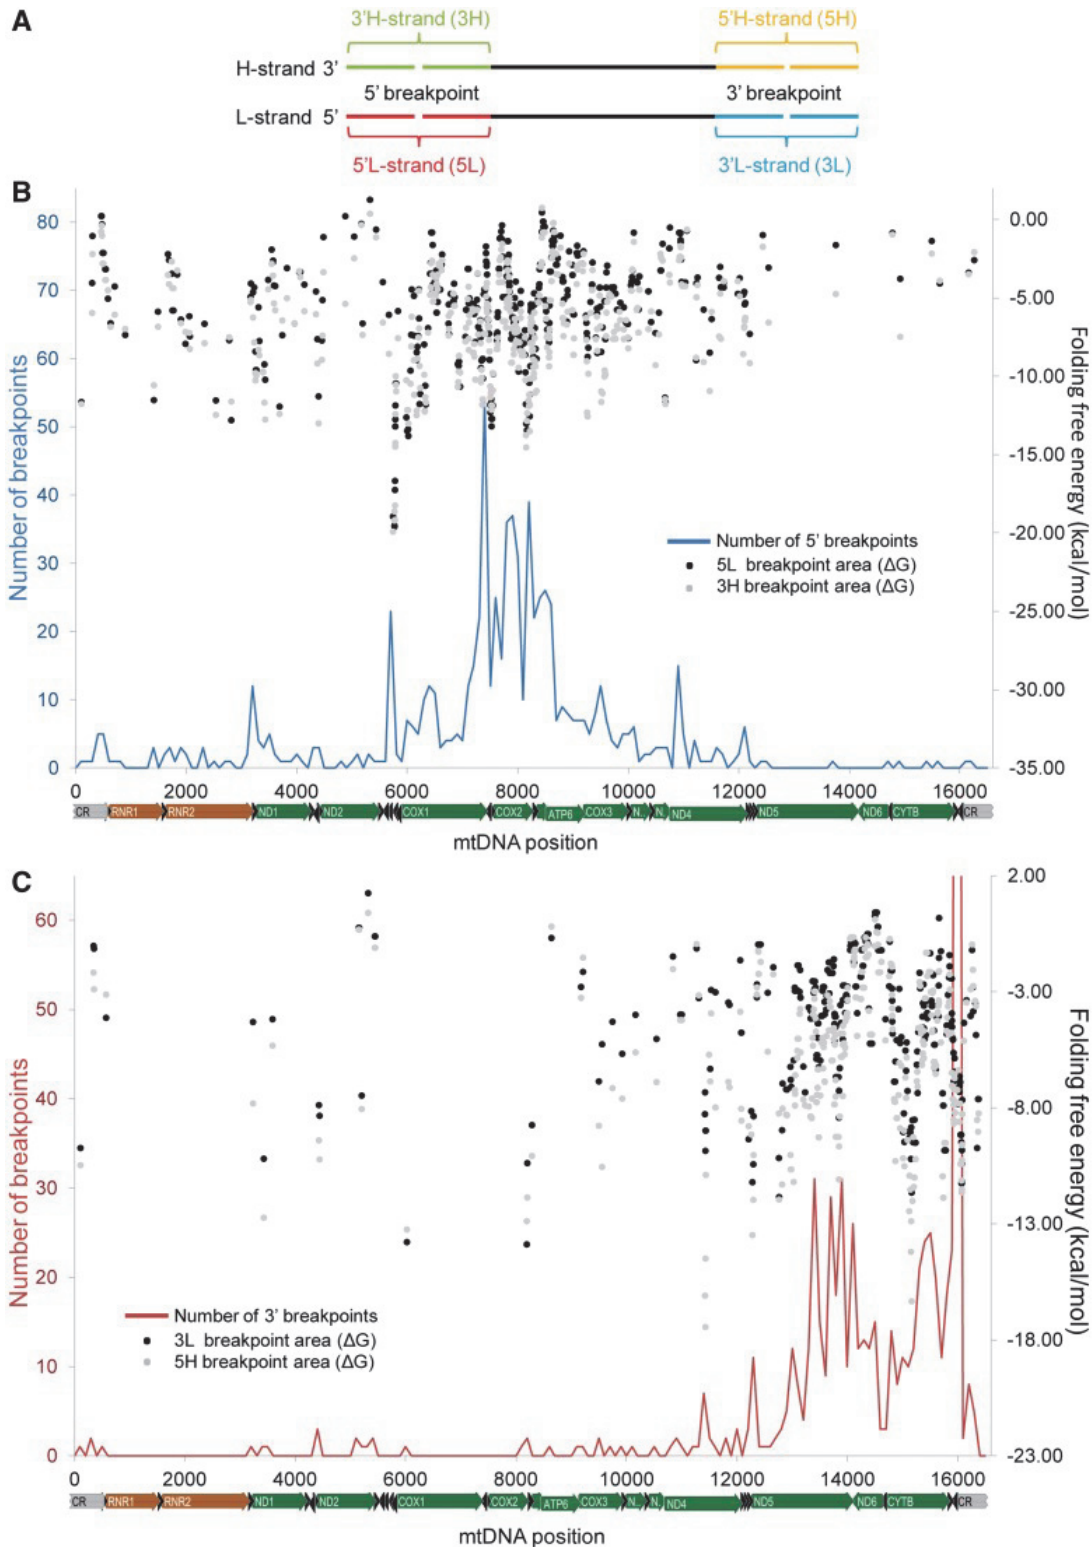 A
3'H-strand (3H)
5'H-strand (5H)
H-strand 3'
5' breakpoint
3' breakpoint
L-strand 5'
5'L-strand (5L)
3'L-strand (3L)
B
Number of breakpoints
80
70
60
50
40
30
20
10
0
0.00
-5.00
-10.00
-15.00
-20.00
-25.00
-30.00
-35.00
Folding free energy (kcal/mol)
Number of 5' breakpoints
5L breakpoint area (ΔG)
3H breakpoint area (ΔG)
0 2000 4000 6000 8000 10000 12000 14000 16000
CR RNR1 RNR2 ND1 ND2 COX1 COX2 ATP6 COX3 N.. N.. ND4 ND5 ND6 CYTB CR
mtDNA position
C
Number of breakpoints
60
50
40
30
20
10
0
2.00
-3.00
-8.00
-13.00
-18.00
-23.00
Folding free energy (kcal/mol)
Number of 3' breakpoints
3L breakpoint area (ΔG)
5H breakpoint area (ΔG)
0 2000 4000 6000 8000 10000 12000 14000 16000
CR RNR1 RNR2 ND1 ND2 COX1 COX2 ATP6 COX3 N.. N.. ND4 ND5 ND6 CYTB CR
mtDNA position